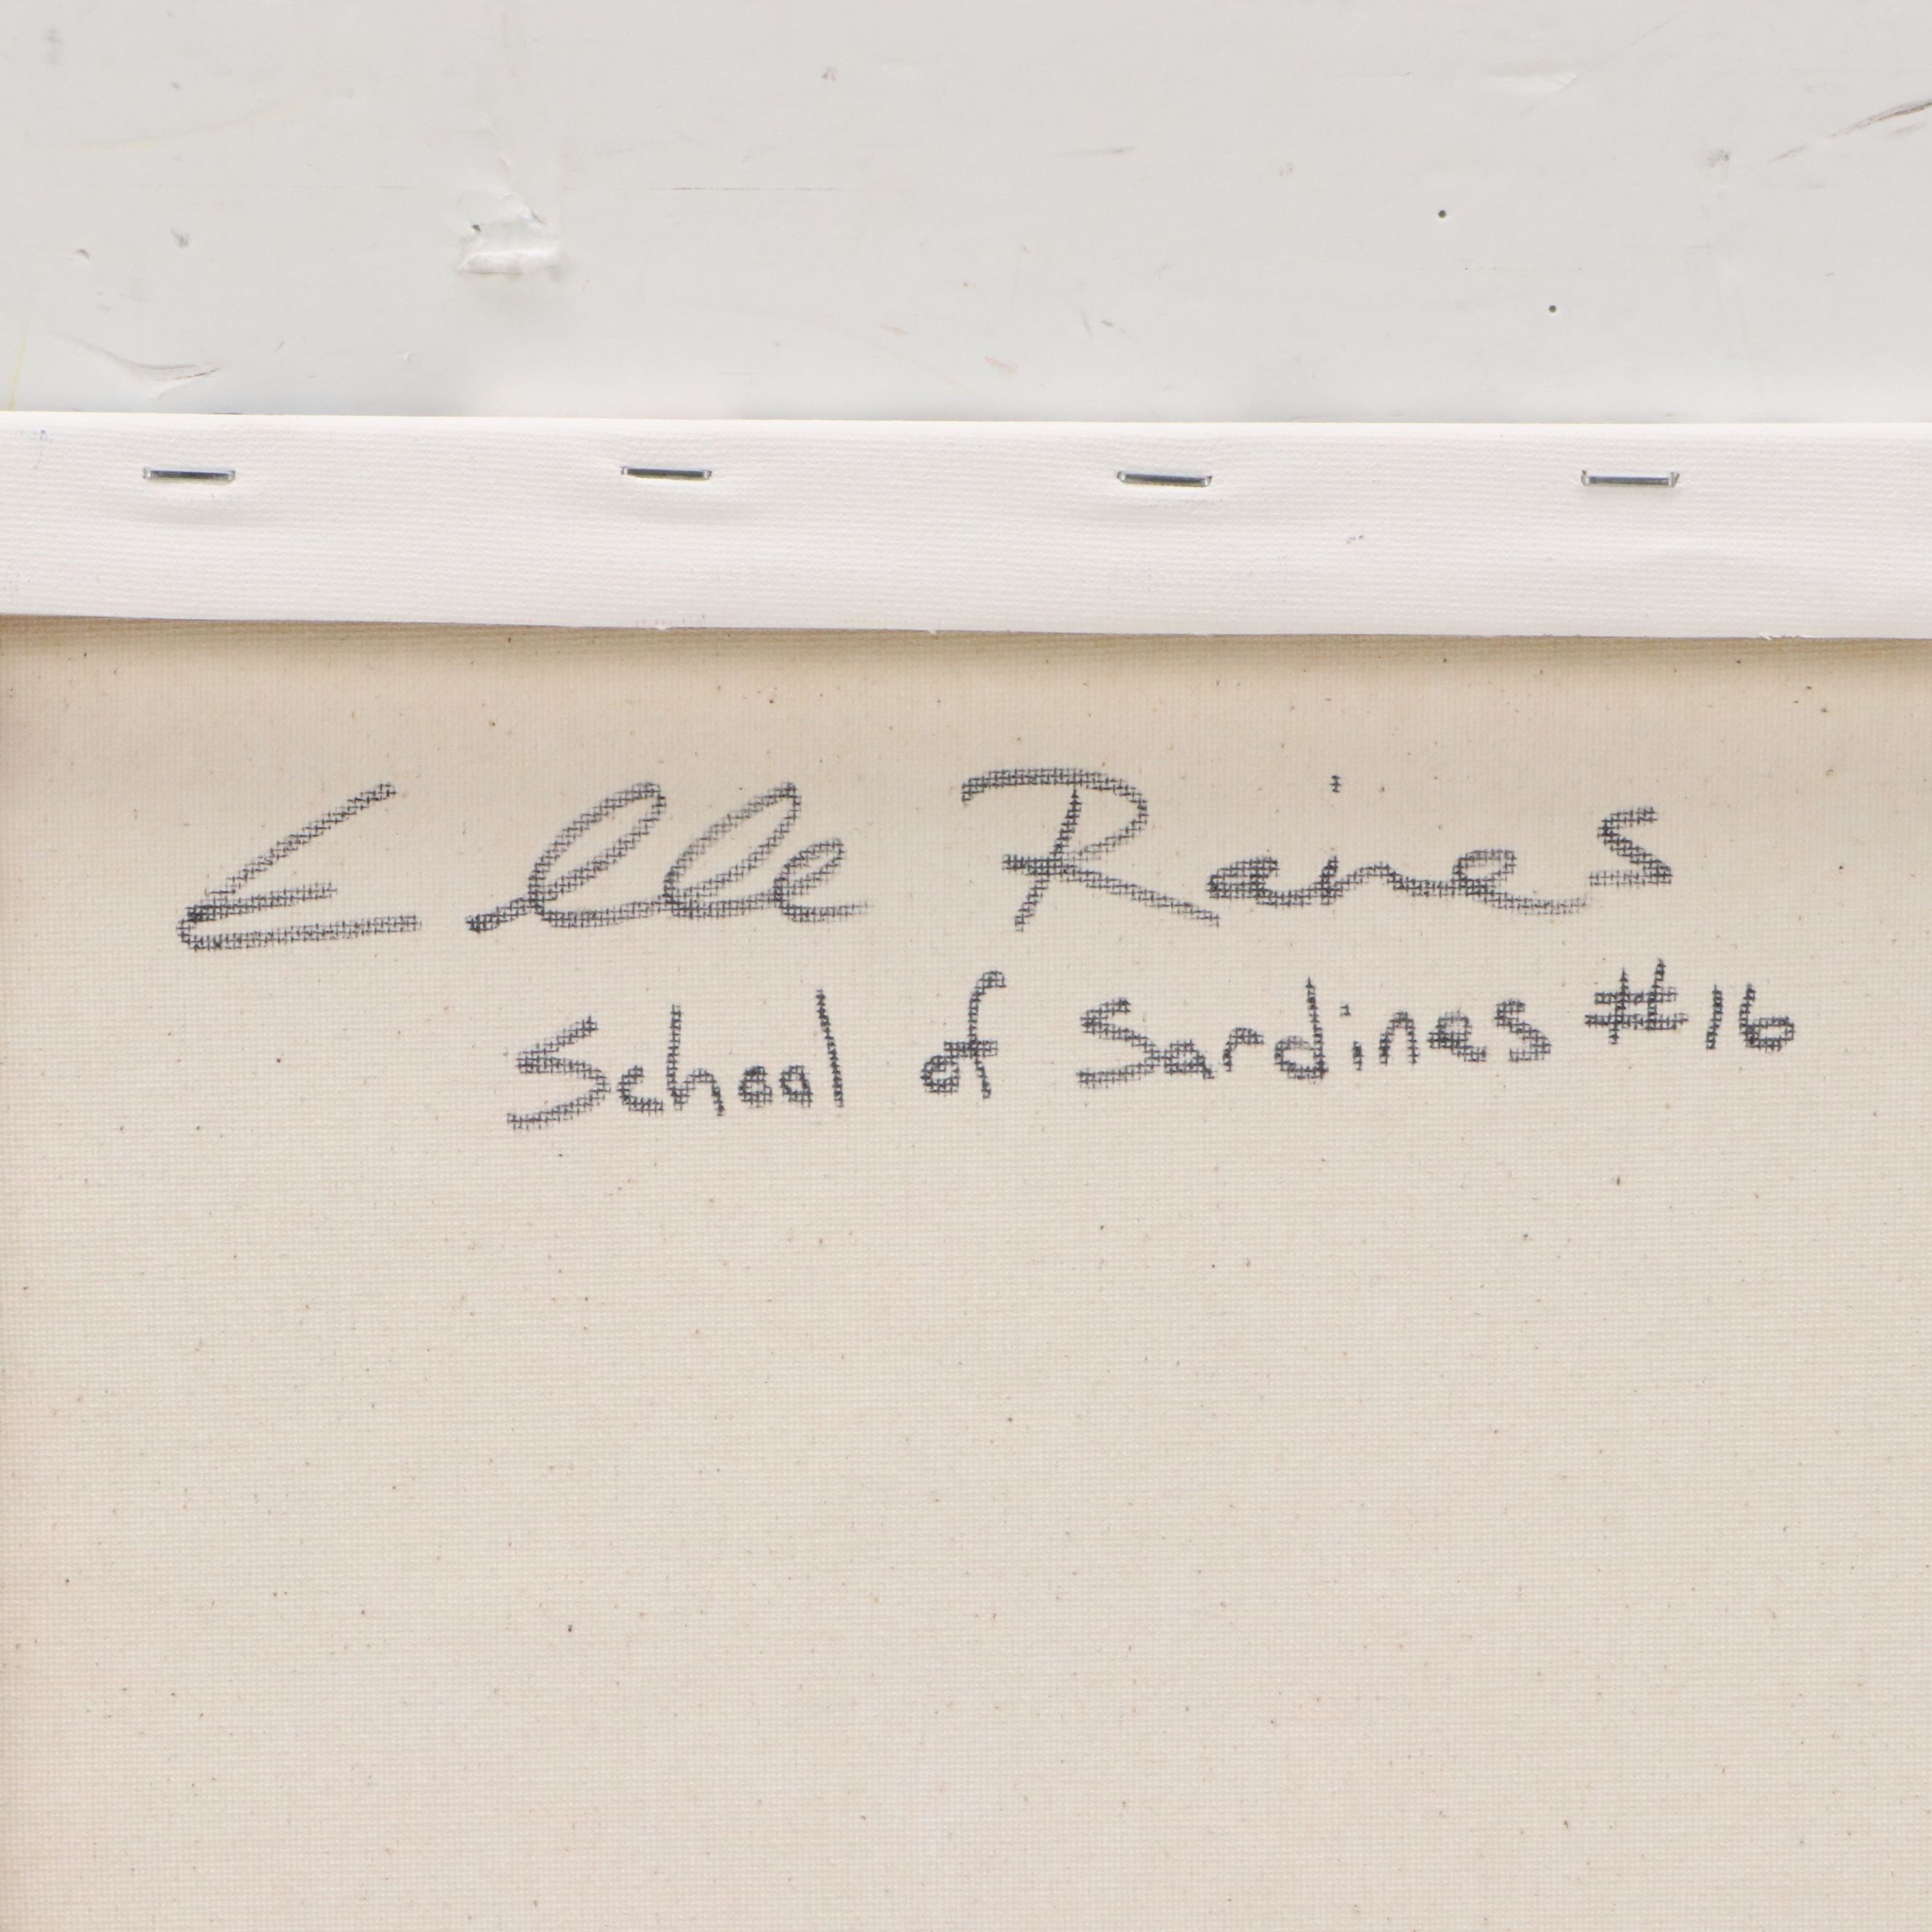 Elle Raines
School of Sardines #16